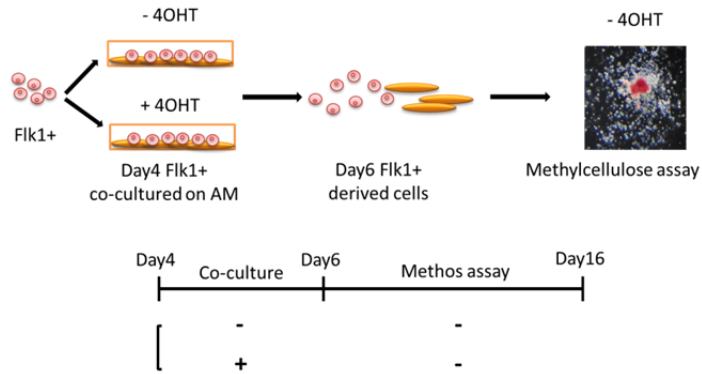 - 4OHT
- 4OHT
+ 4OHT
Flk1+
Day4 Flk1+
co-cultured on AM
Day6 Flk1+
derived cells
Methylcellulose assay
Day4
Co-culture
Day6
Methos assay
Day16
- -
+ -